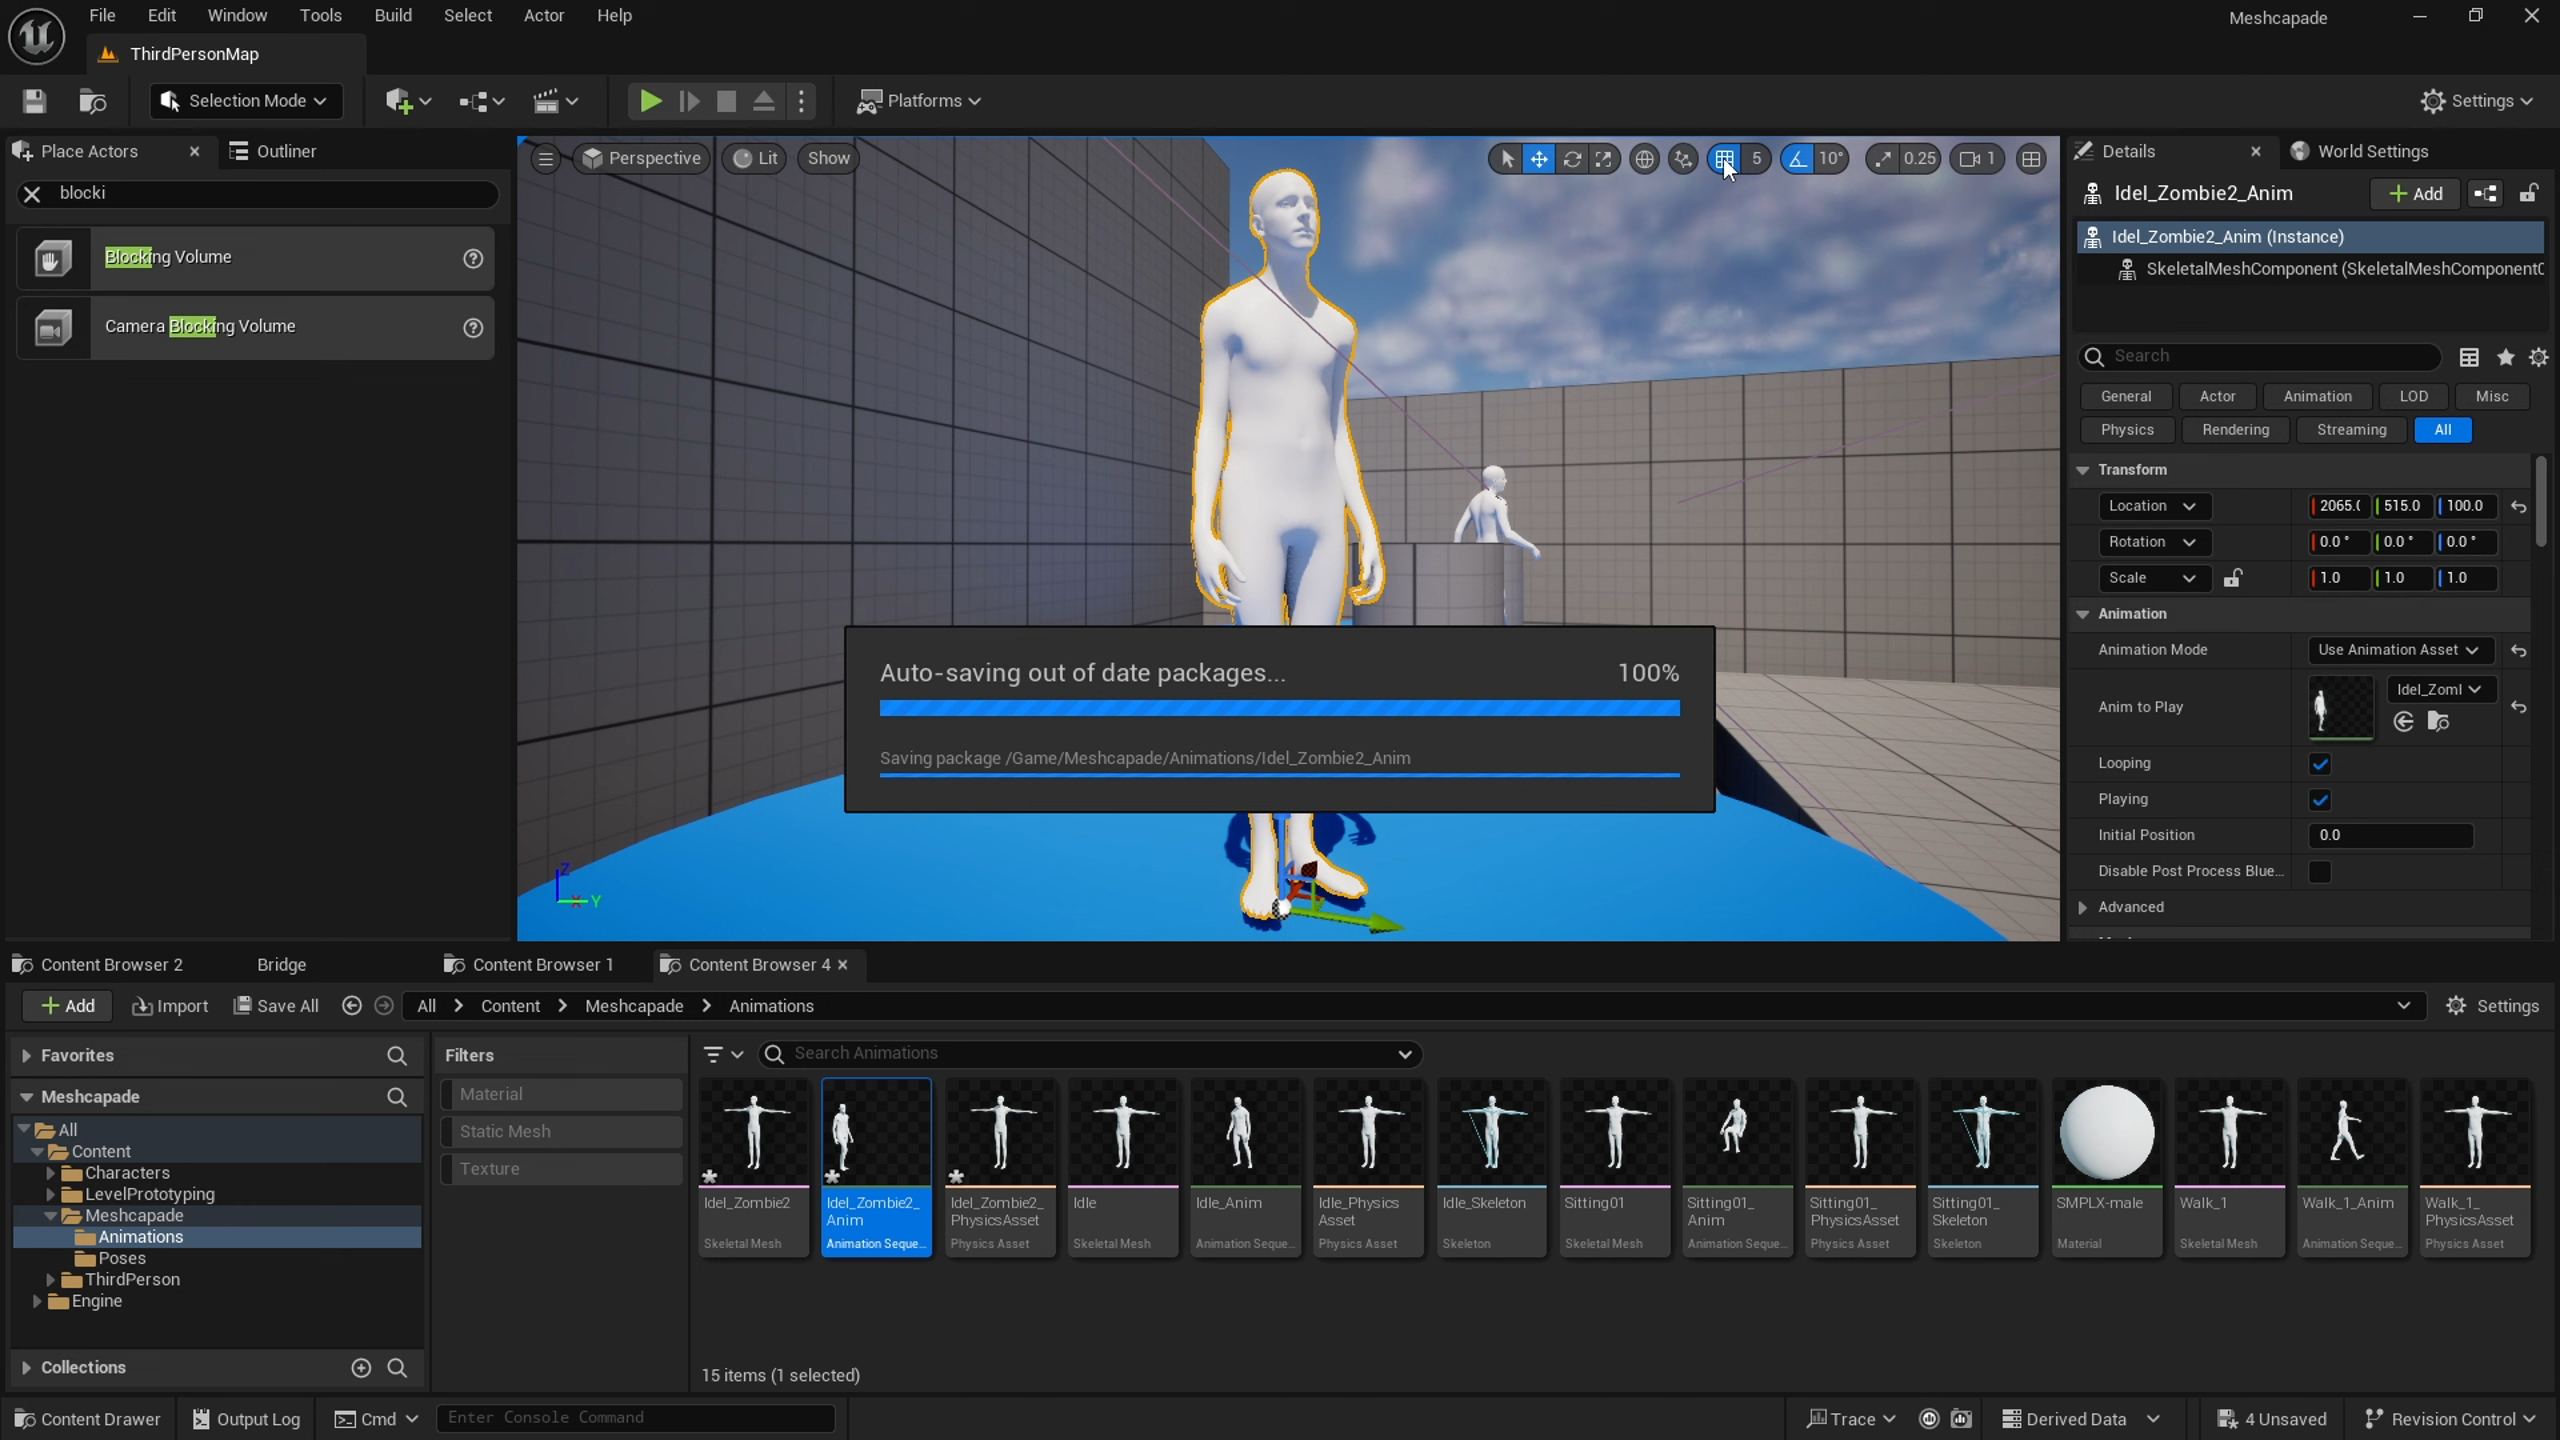 File Edit Window Tools Build Select Actor Help
Meshcapade
ThirdPersonMap
Selection Mode
Platforms
Settings
Place Actors
Outliner
blocki
Blocking Volume
Camera Blocking Volume
Perspective Lit Show
5 10° 0.25 1
Z
X Y
Details
World Settings
Idel_Zombie2_Anim
Add
Idel_Zombie2_Anim (Instance)
SkeletalMeshComponent (SkeletalMeshComponent0
Search
General Actor Animation LOD Misc
Physics Rendering Streaming All
Transform
Location 2065.0 515.0 100.0
Rotation 0.0 ° 0.0 ° 0.0 °
Scale 1.0 1.0 1.0
Animation
Animation Mode Use Animation Asset
Anim to Play Idel_Zoml
Looping
Playing
Initial Position 0.0
Disable Post Process Blue...
Advanced
Auto-saving out of date packages... 100%
Saving package /Game/Meshcapade/Animations/Idel_Zombie2_Anim
Content Browser 2 Bridge Content Browser 1 Content Browser 4
Add Import Save All All Content Meshcapade Animations Settings
Favorites
Meshcapade
All
Content
Characters
LevelPrototyping
Meshcapade
Animations
Poses
ThirdPerson
Engine
Collections
Filters
Material
Static Mesh
Texture
Search Animations
Idel_Zombie2
Skeletal Mesh
Idel_Zombie2_
Anim
Animation Seque...
Idel_Zombie2_
PhysicsAsset
Physics Asset
Idle
Skeletal Mesh
Idle_Anim
Animation Seque...
Idle_Physics
Asset
Physics Asset
Idle_Skeleton
Skeleton
Sitting01
Skeletal Mesh
Sitting01_
Anim
Animation Seque...
Sitting01_
PhysicsAsset
Physics Asset
Sitting01_
Skeleton
Skeleton
SMPLX-male
Material
Walk_1
Skeletal Mesh
Walk_1_Anim
Animation Seque...
Walk_1_
PhysicsAsset
Physics Asset
15 items (1 selected)
Content Drawer Output Log Cmd Enter Console Command
Trace Derived Data 4 Unsaved Revision Control